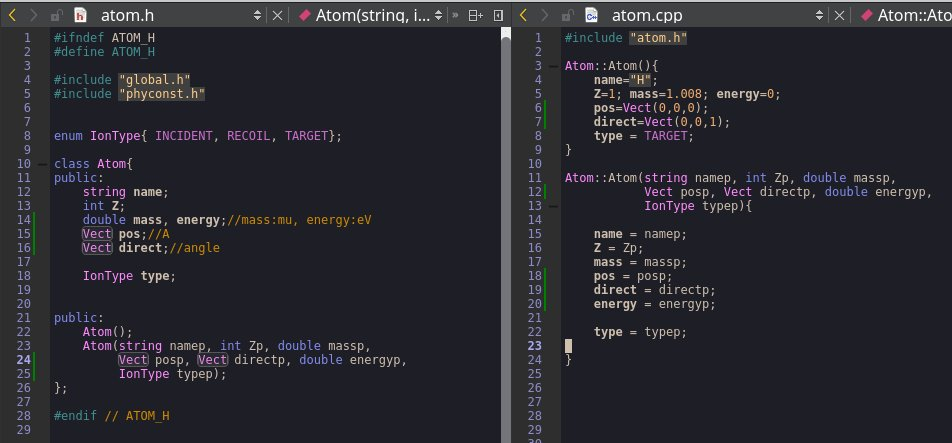 atom.h
Atom(string, i...
»
1 #ifndef ATOM_H
2 #define ATOM_H
3
4 #include "global.h"
5 #include "phyconst.h"
6
7
8 enum IonType{ INCIDENT, RECOIL, TARGET};
9
10 class Atom{
11 public:
12     string name;
13     int Z;
14     double mass, energy;//mass:mu, energy:eV
15     Vect pos;//A
16     Vect direct;//angle
17
18     IonType type;
19
20
21 public:
22     Atom();
23     Atom(string namep, int Zp, double massp,
24          Vect posp, Vect directp, double energyp,
25          IonType typep);
26 };
27
28 #endif // ATOM_H
29
atom.cpp
Atom::Ato
1 #include "atom.h"
2
3 Atom::Atom(){
4     name="H";
5     Z=1; mass=1.008; energy=0;
6     pos=Vect(0,0,0);
7     direct=Vect(0,0,1);
8     type = TARGET;
9 }
10
11 Atom::Atom(string namep, int Zp, double massp,
12            Vect posp, Vect directp, double energyp,
13            IonType typep){
14
15     name = namep;
16     Z = Zp;
17     mass = massp;
18     pos = posp;
19     direct = directp;
20     energy = energyp;
21
22     type = typep;
23
24 }
25
26
27
28
29
30